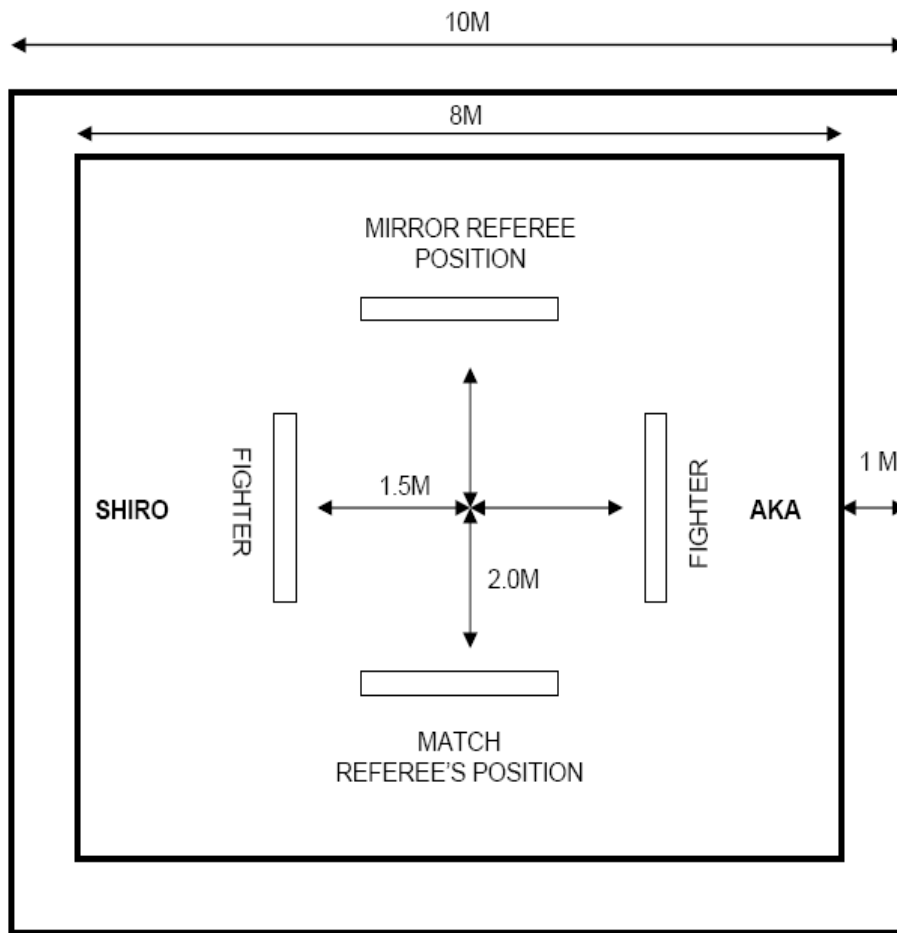 10M
8M
MIRROR REFEREE
POSITION
FIGHTER
1.5M
SHIRO
2.0M
FIGHTER
AKA
1 M
MATCH
REFEREE'S POSITION